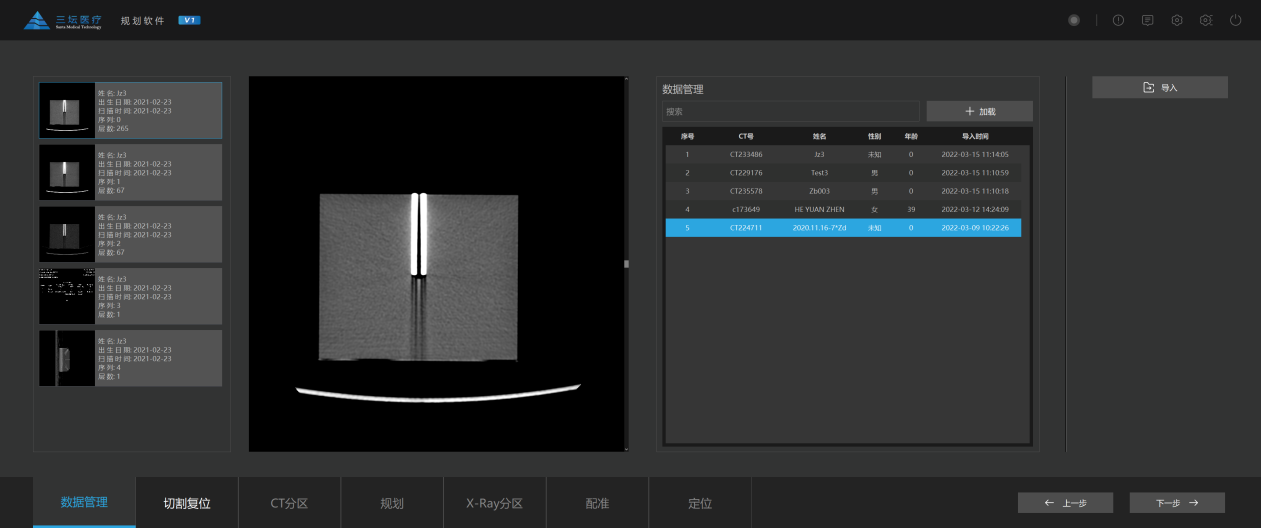 三坛医疗
Santa Medical Technology
规划软件
V 1
姓名: Jz3
出生日期: 2021-02-23
扫描时间: 2021-02-23
序列: 0
层数: 265
姓名: Jz3
出生日期: 2021-02-23
扫描时间: 2021-02-23
序列: 1
层数: 67
姓名: Jz3
出生日期: 2021-02-23
扫描时间: 2021-02-23
序列: 2
层数: 67
姓名: Jz3
出生日期: 2021-02-23
扫描时间: 2021-02-23
序列: 3
层数: 1
姓名: Jz3
出生日期: 2021-02-23
扫描时间: 2021-02-23
序列: 4
层数: 1
数据管理
搜索
加载
序号 CT号 姓名 性别 年龄 导入时间
1 CT233486 Jz3 未知 0 2022-03-15 11:14:05
2 CT229176 Test3 男 0 2022-03-15 11:10:59
3 CT235578 Zb003 男 0 2022-03-15 11:10:18
4 c173649 HE YUAN ZHEN 女 39 2022-03-12 14:24:09
5 CT224711 2020.11.16-7*Zd 未知 0 2022-03-09 10:22:26
导入
数据管理 切割复位 CT分区 规划 X-Ray分区 配准 定位
← 上一步
下一步 →